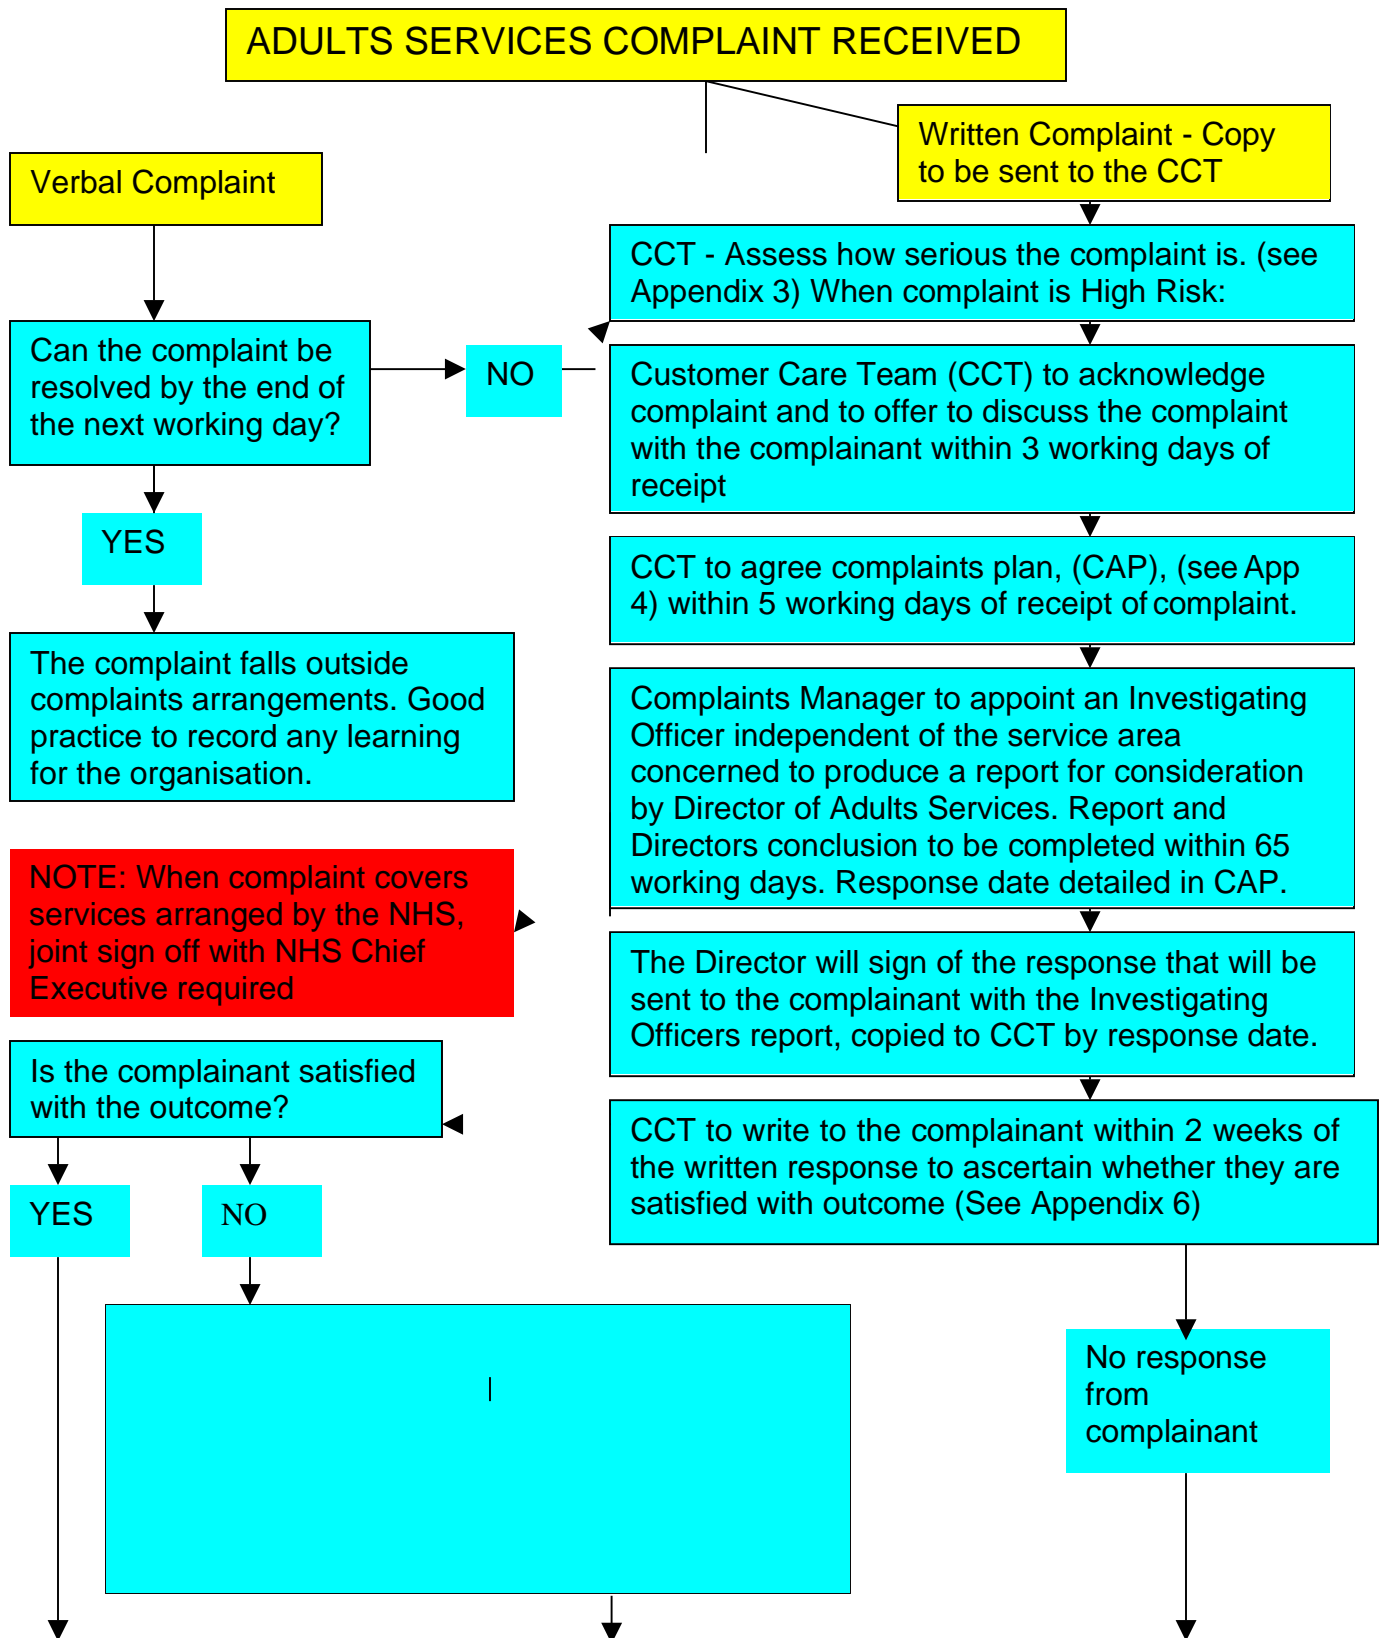 ADULTS SERVICES COMPLAINT RECEIVED
Written Complaint - Copy
to be sent to the CCT
Verbal Complaint
CCT - Assess how serious the complaint is. (see
Appendix 3) When complaint is High Risk:
Can the complaint be
resolved by the end of
the next working day?
NO
Customer Care Team (CCT) to acknowledge
complaint and to offer to discuss the complaint
with the complainant within 3 working days of
receipt
YES
CCT to agree complaints plan, (CAP), (see App
4) within 5 working days of receipt of complaint.
The complaint falls outside
complaints arrangements. Good
practice to record any learning
for the organisation.
Complaints Manager to appoint an Investigating
Officer independent of the service area
concerned to produce a report for consideration
by Director of Adults Services. Report and
Directors conclusion to be completed within 65
working days. Response date detailed in CAP.
NOTE: When complaint covers
services arranged by the NHS,
joint sign off with NHS Chief
Executive required
The Director will sign of the response that will be
sent to the complainant with the Investigating
Officers report, copied to CCT by response date.
Is the complainant satisfied
with the outcome?
CCT to write to the complainant within 2 weeks of
the written response to ascertain whether they are
satisfied with outcome (See Appendix 6)
YES
NO
No response
from
complainant